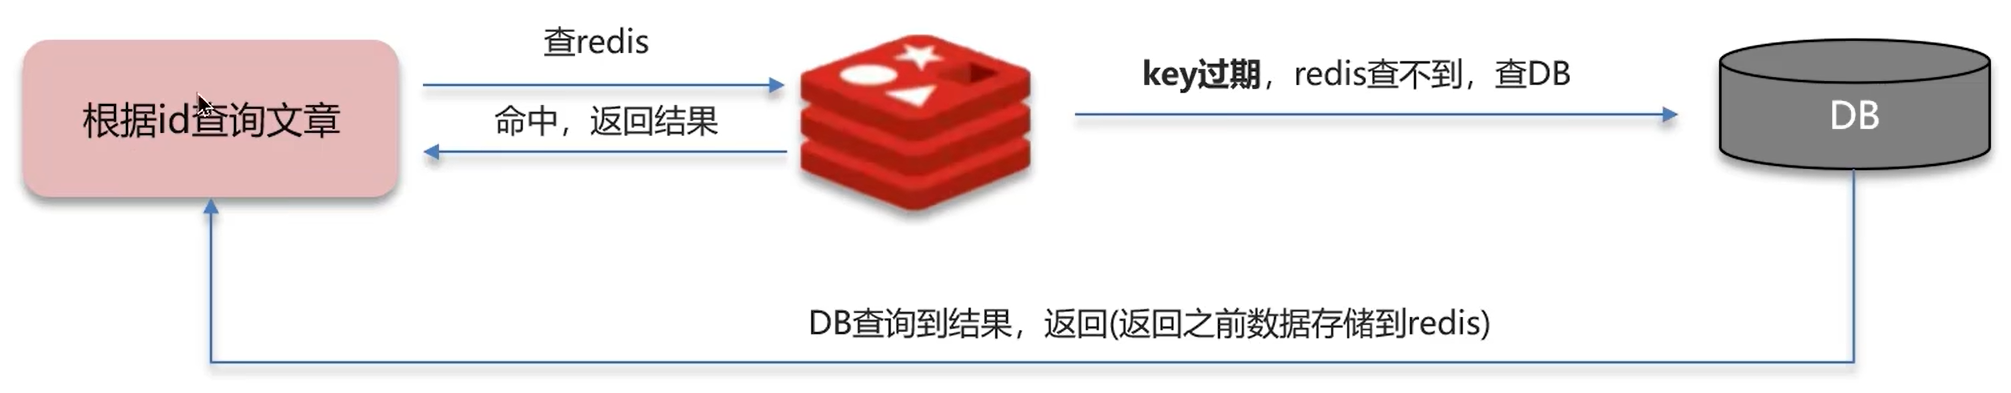 查redis
根据id查询文章
命中，返回结果
key过期，redis查不到，查DB
DB
DB查询到结果，返回(返回之前数据存储到redis)